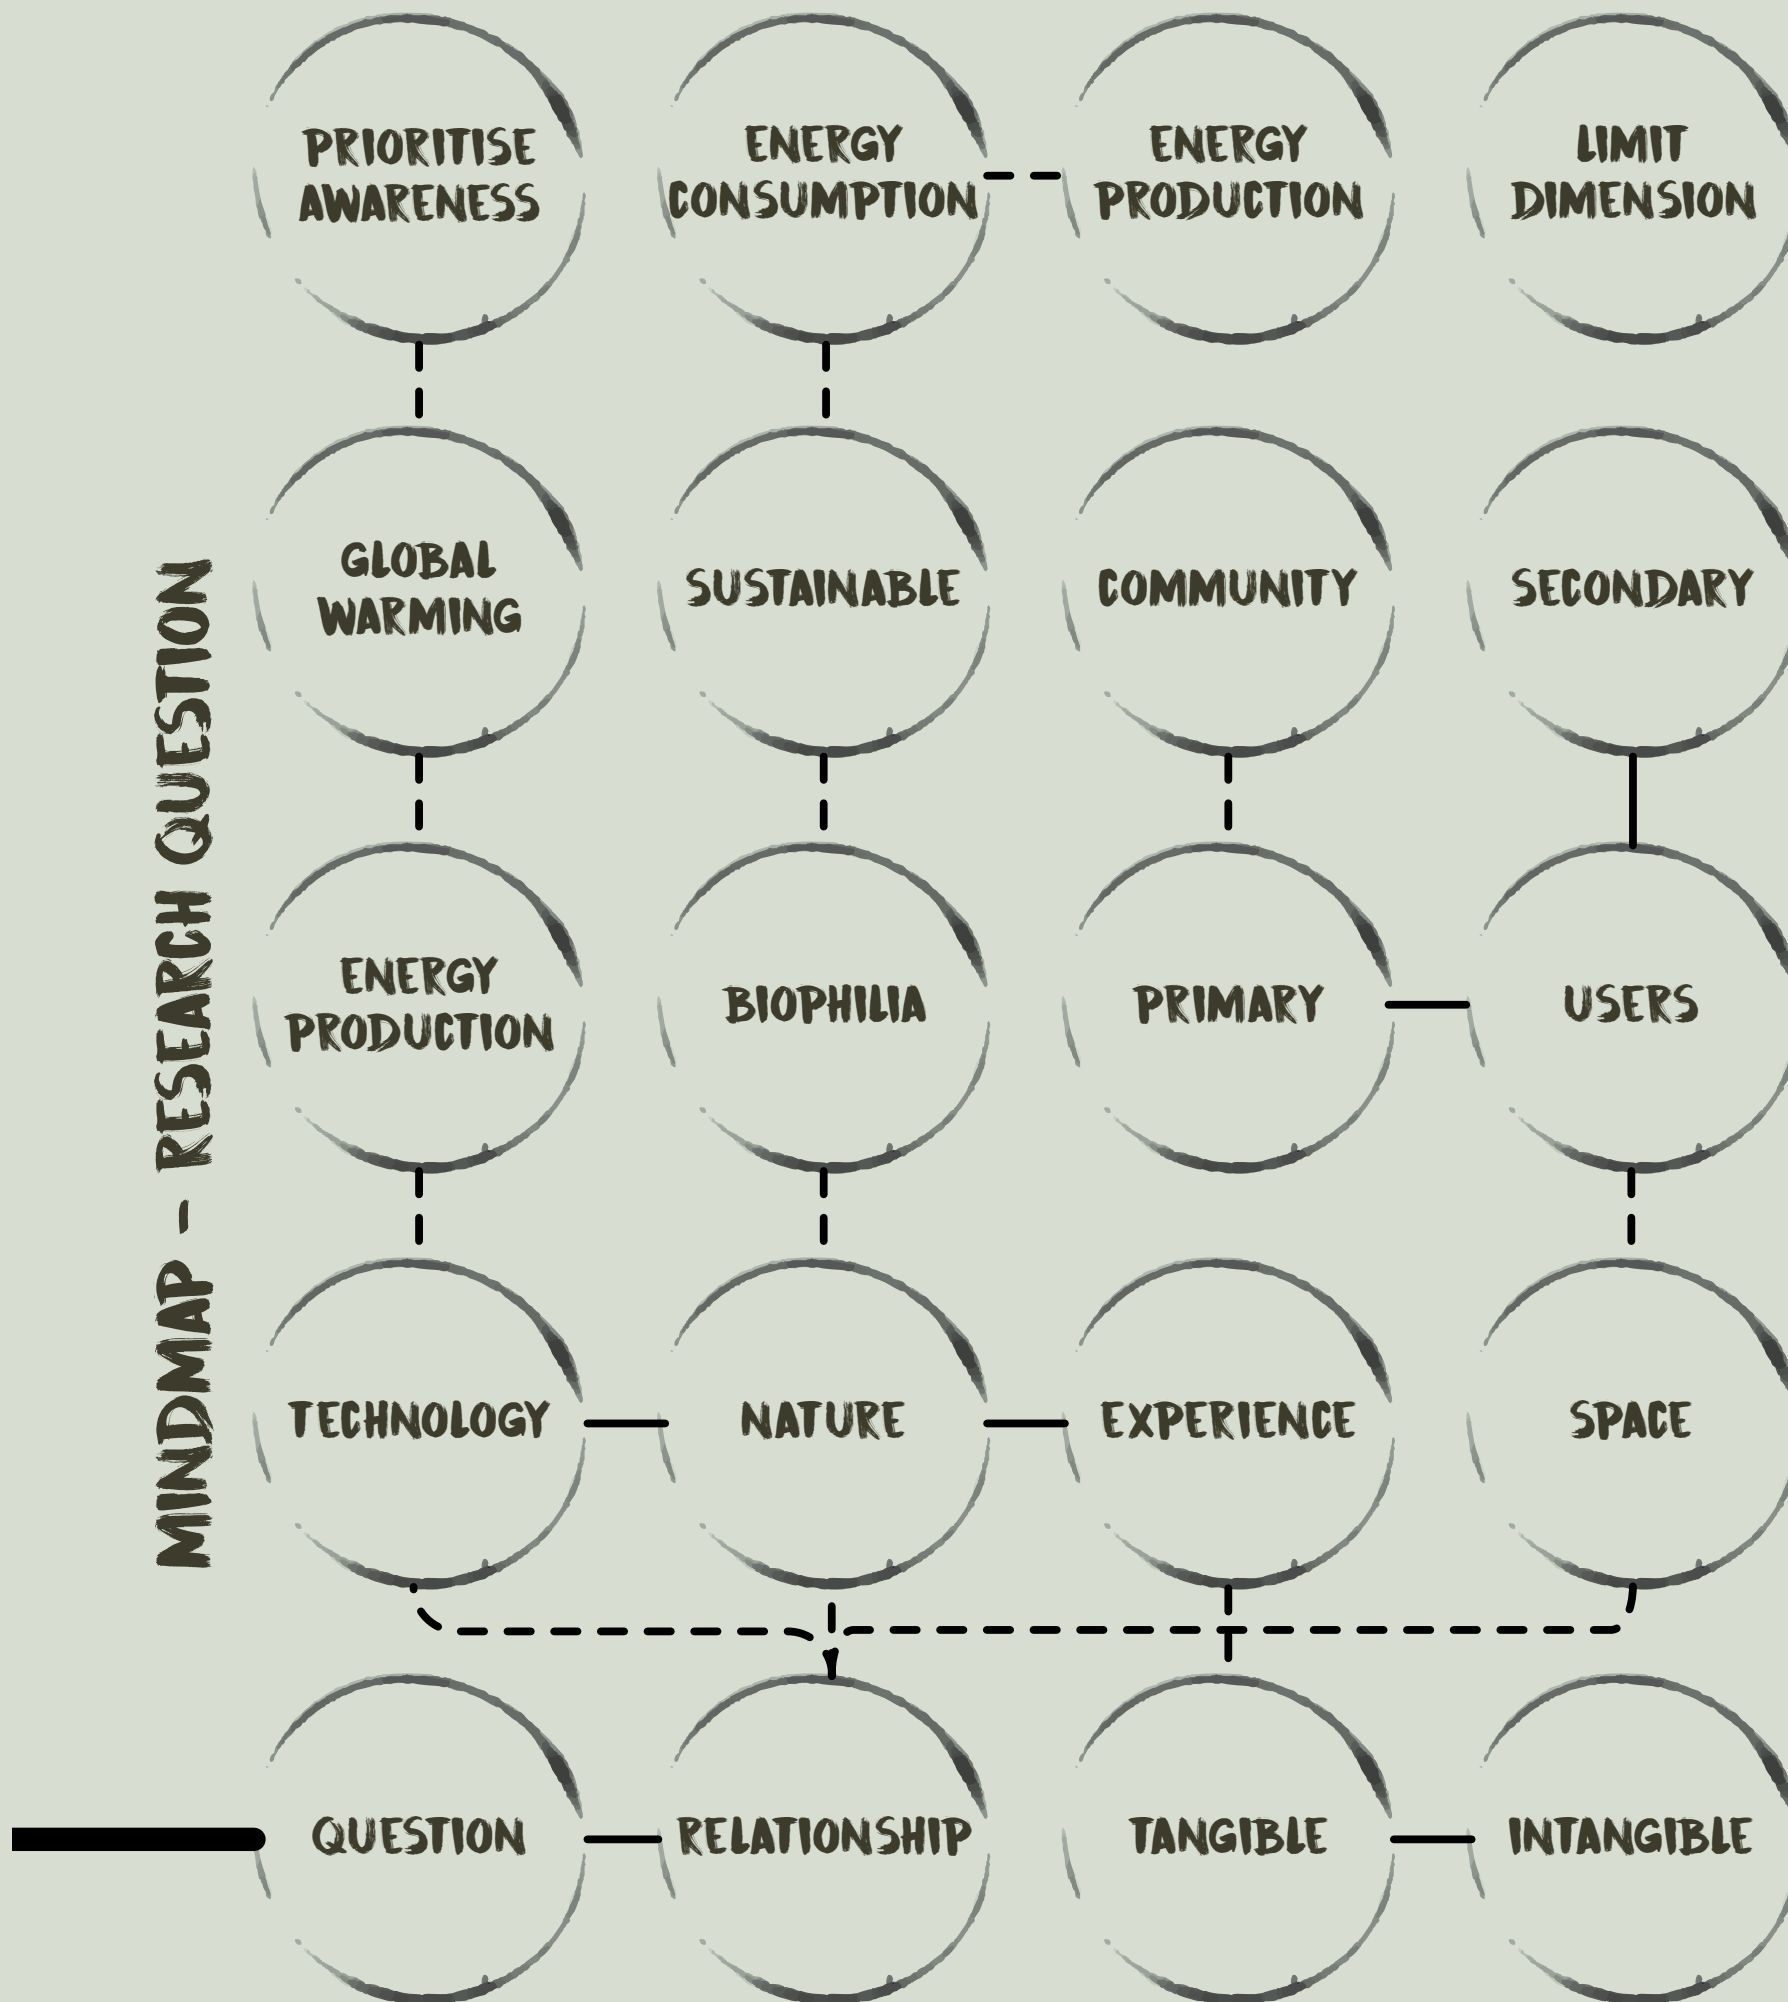 MINDMAP - RESEARCH QUESTION
PRIORITISE
AWARENESS
ENERGY
CONSUMPTION
ENERGY
PRODUCTION
LIMIT
DIMENSION
GLOBAL
WARMING
SUSTAINABLE
COMMUNITY
SECONDARY
ENERGY
PRODUCTION
BIOPHILIA
PRIMARY
USERS
TECHNOLOGY
NATURE
EXPERIENCE
SPACE
QUESTION
RELATIONSHIP
TANGIBLE
INTANGIBLE